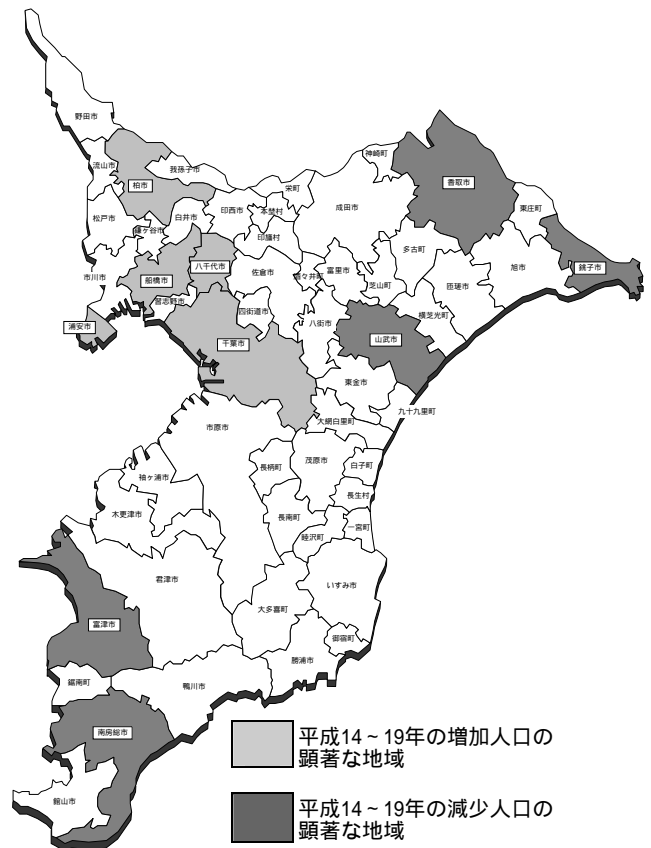 野田市
流山市
我孫子市
柏市
神崎町
香取市
栄町
東庄町
松戸市
白井市
印西市
本埜村
成田市
鎌ヶ谷市
印旛村
多古町
旭市
銚子市
市川市
船橋市
八千代市
佐倉市
富里市
芝山町
匝瑳市
習志野市
四街道市
八街市
横芝光町
浦安市
千葉市
山武市
東金市
九十九里町
大網白里町
市原市
茂原市
長柄町
白子町
袖ヶ浦市
長生村
木更津市
長南町
一宮町
睦沢町
君津市
いすみ市
大多喜町
富津市
御宿町
勝浦市
鋸南町
鴨川市
南房総市
館山市
平成14~19年の増加人口の
顕著な地域
平成14~19年の減少人口の
顕著な地域